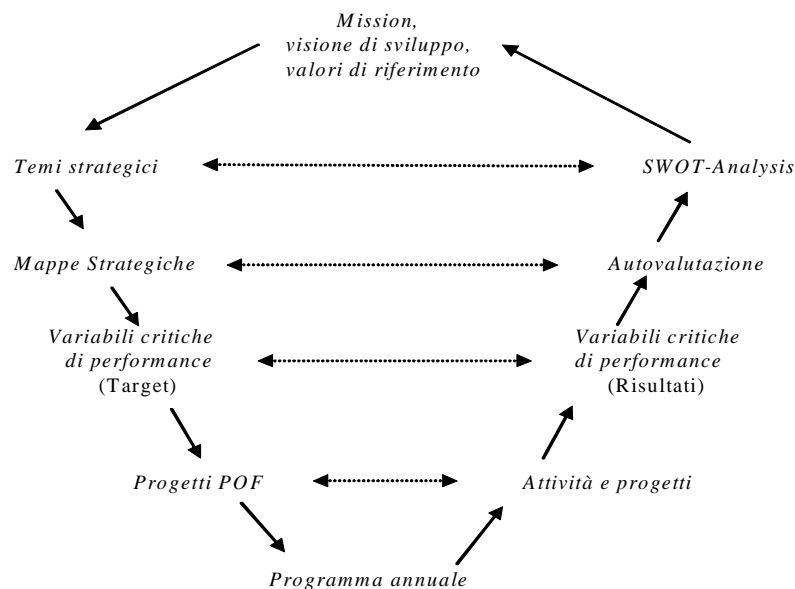 Mission,
visione di sviluppo,
valori di riferimento
Temi strategici
SWOT-Analysis
Mappe Strategiche
Autovalutazione
Variabili critiche
di performance
(Target)
Variabili critiche
di performance
(Risultati)
Progetti POF
Attività e progetti
Programma annuale